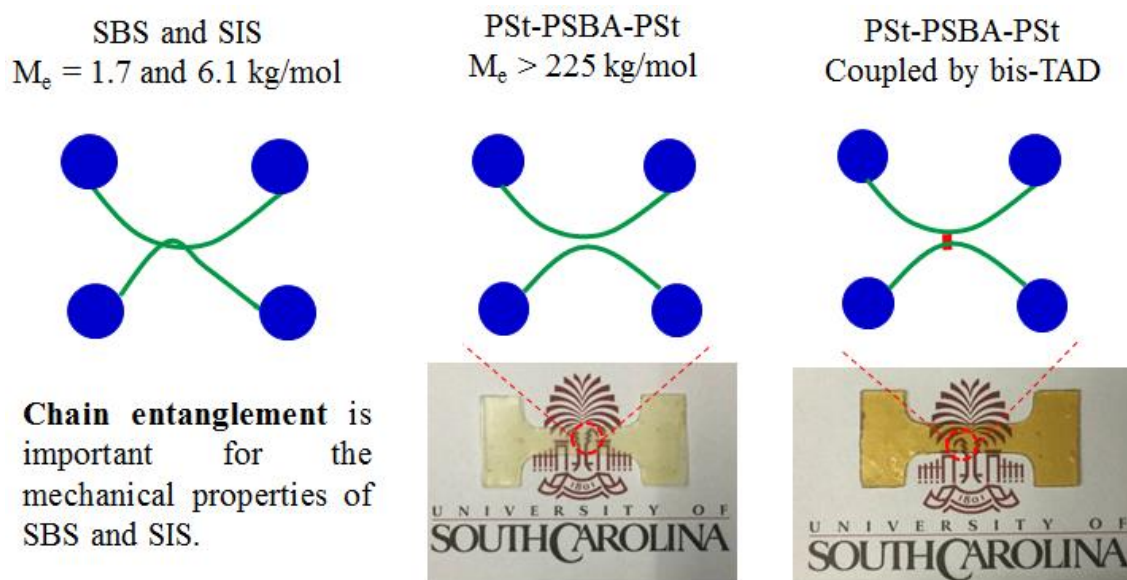 SBS and SIS
Mₑ = 1.7 and 6.1 kg/mol
PSt-PSBA-PSt
Mₑ > 225 kg/mol
PSt-PSBA-PSt
Coupled by bis-TAD
Chain entanglement is
important for the
mechanical properties of
SBS and SIS.
1801
UNIVERSITY OF
SOUTH CAROLINA
1801
UNIVERSITY OF
SOUTH CAROLINA